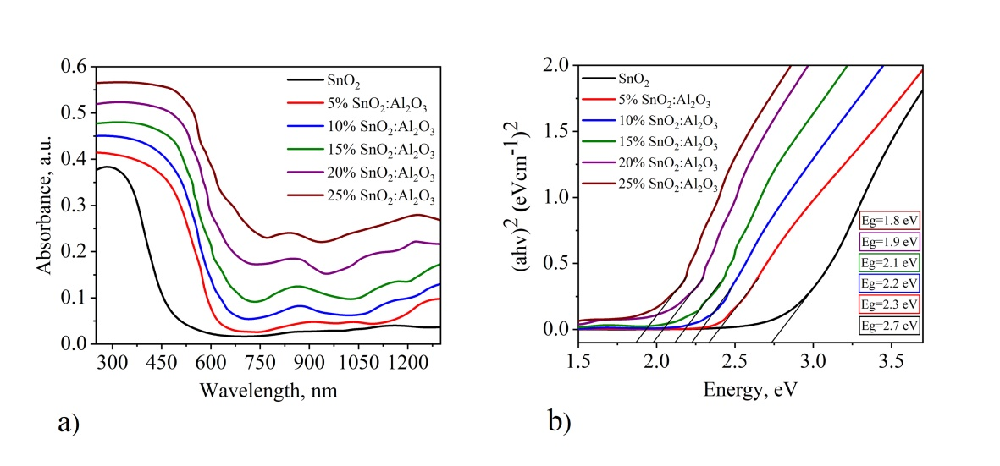 0.6
0.5
0.4
0.3
0.2
0.1
0.0
300 450 600 750 900 1050 1200
Absorbance, a.u.
Wavelength, nm
SnO₂
5% SnO₂:Al₂O₃
10% SnO₂:Al₂O₃
15% SnO₂:Al₂O₃
20% SnO₂:Al₂O₃
25% SnO₂:Al₂O₃
a)
2.0
1.5
1.0
0.5
0.0
1.5 2.0 2.5 3.0 3.5
(ahν)² (eVcm⁻¹)²
Energy, eV
SnO₂
5% SnO₂:Al₂O₃
10% SnO₂:Al₂O₃
15% SnO₂:Al₂O₃
20% SnO₂:Al₂O₃
25% SnO₂:Al₂O₃
Eg=1.8 eV
Eg=1.9 eV
Eg=2.1 eV
Eg=2.2 eV
Eg=2.3 eV
Eg=2.7 eV
b)